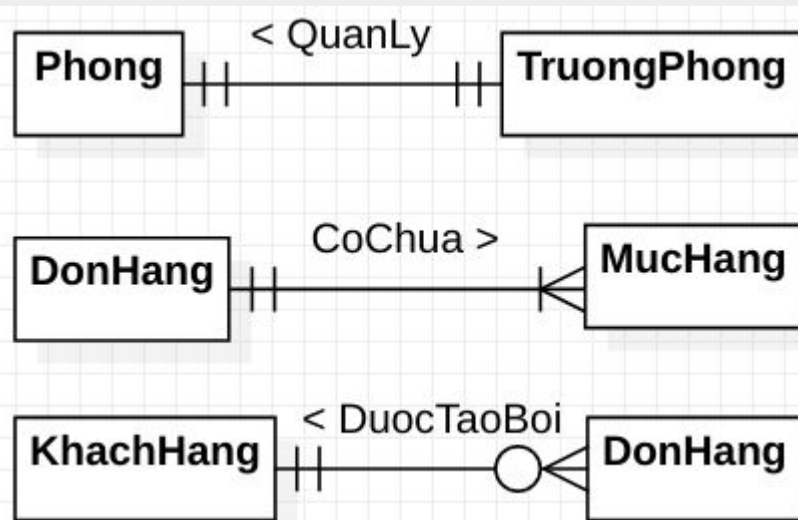 < QuanLy
Phong
TruongPhong
CoChua >
DonHang
MucHang
< DuocTaoBoi
KhachHang
DonHang